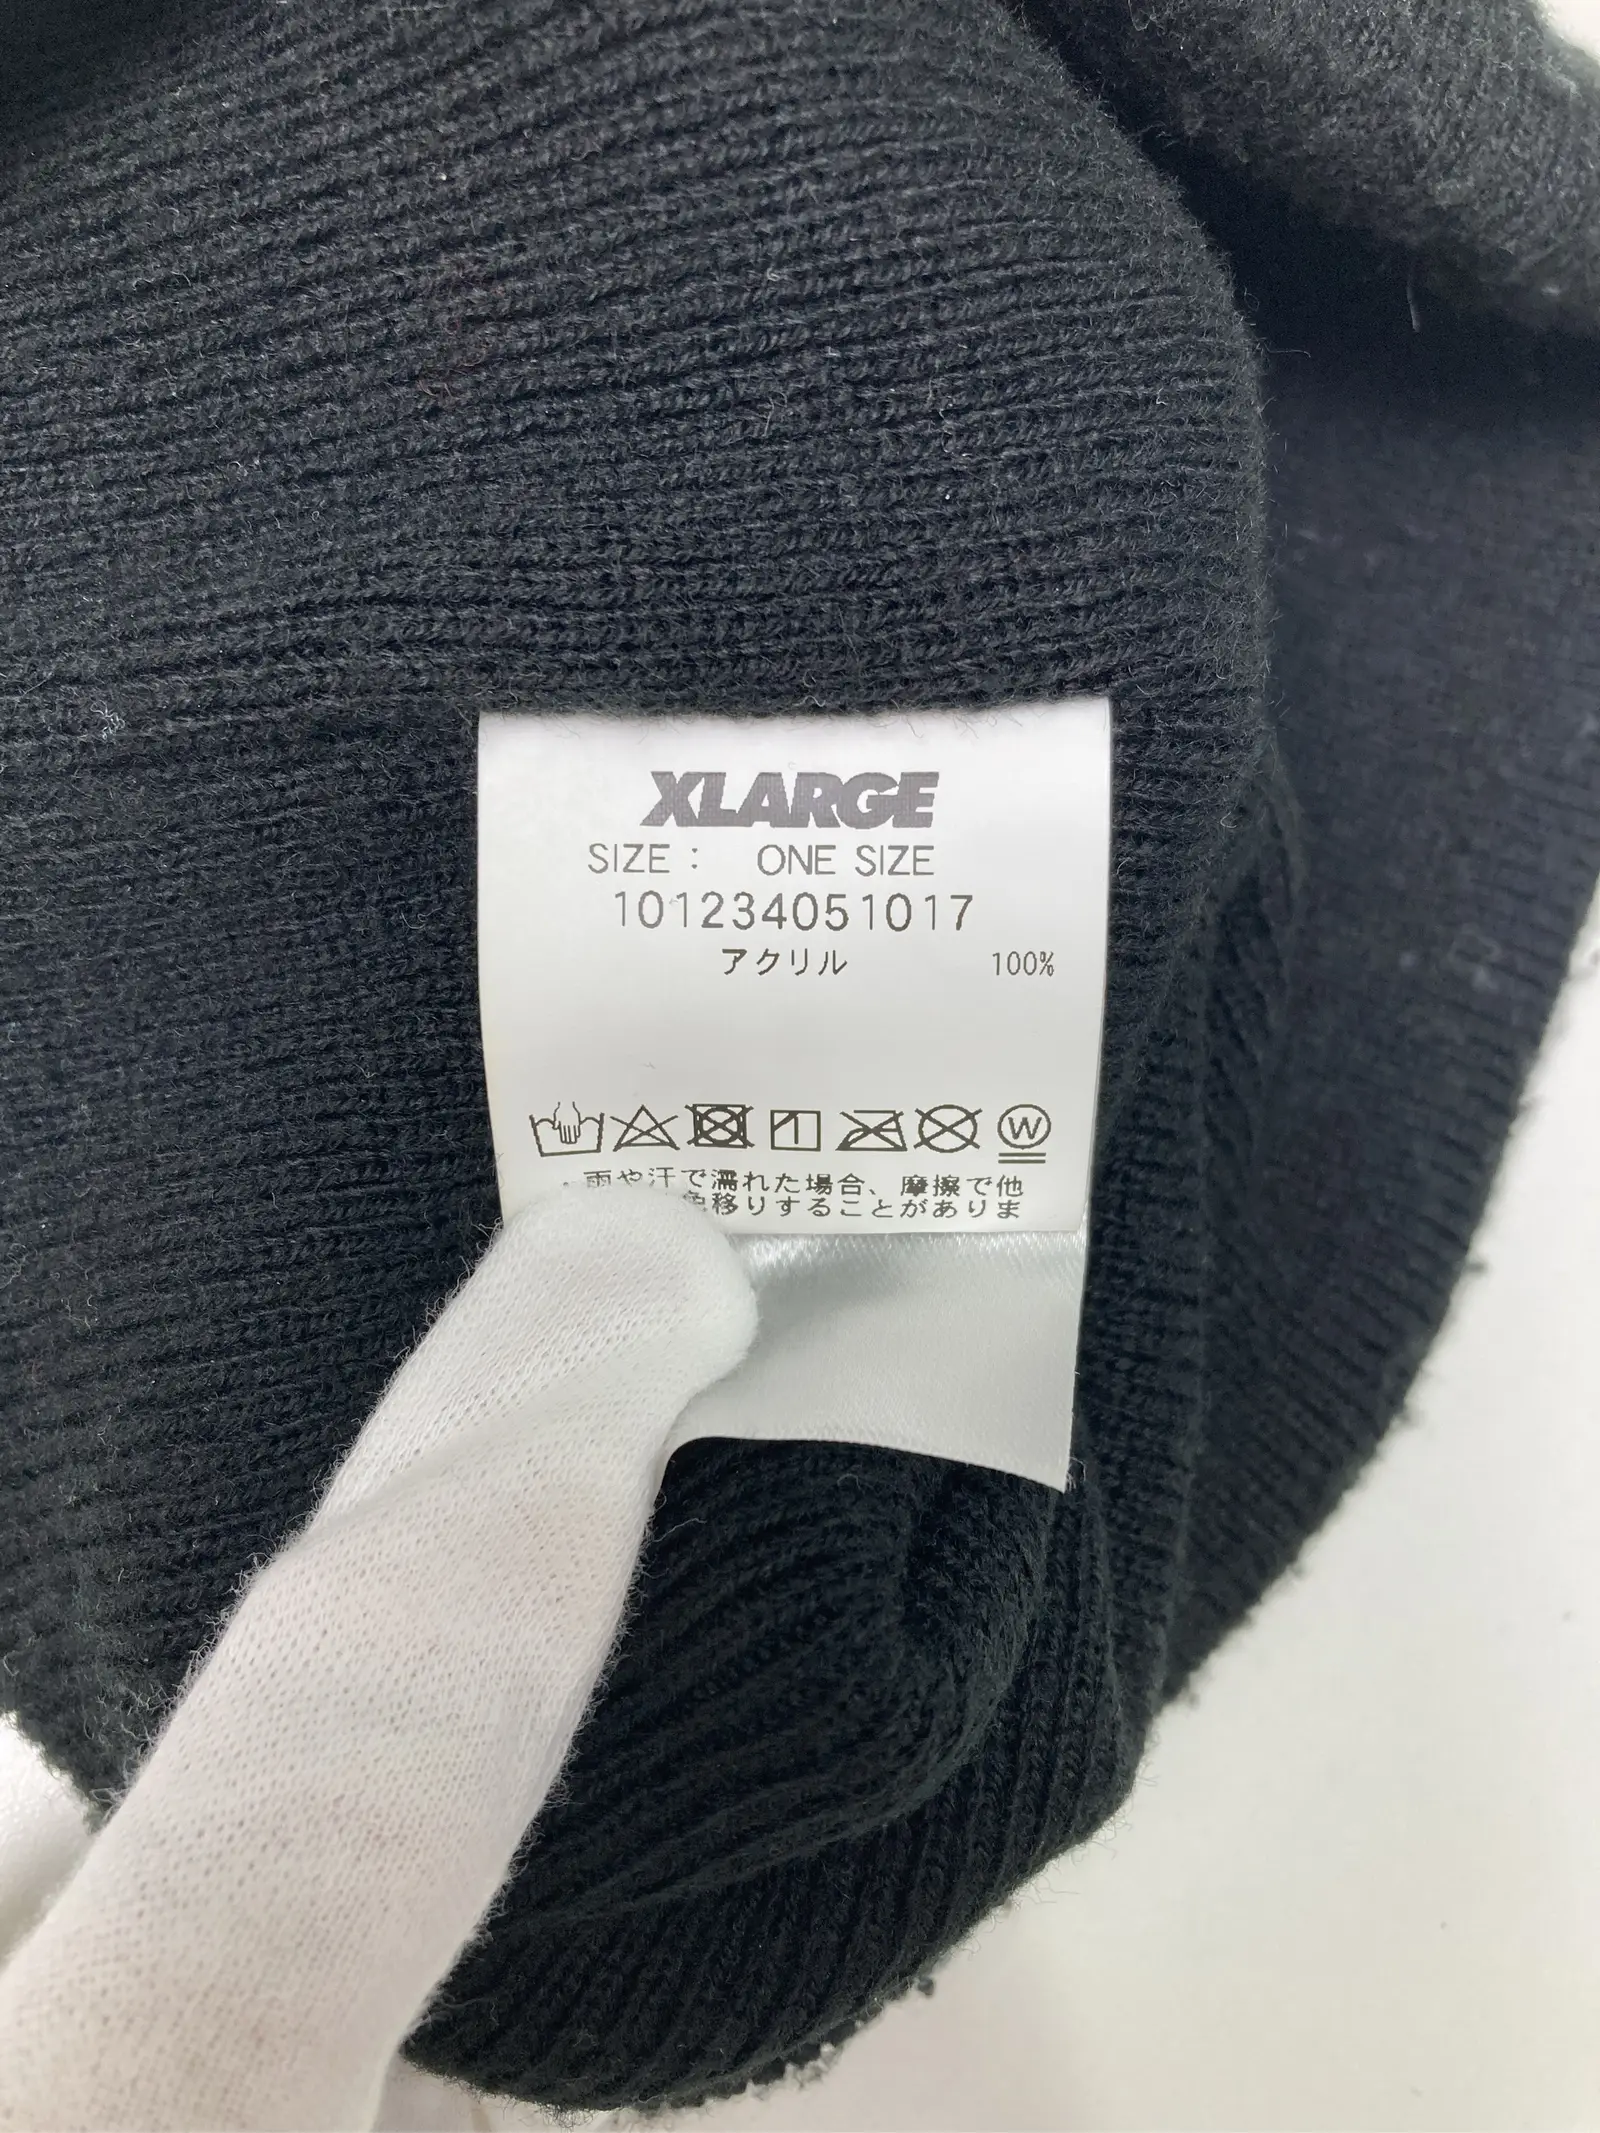 XLARGE
SIZE： ONE SIZE
101234051017
アクリル 100%
雨や汗で濡れた場合、摩擦で他
色移りすることがありま